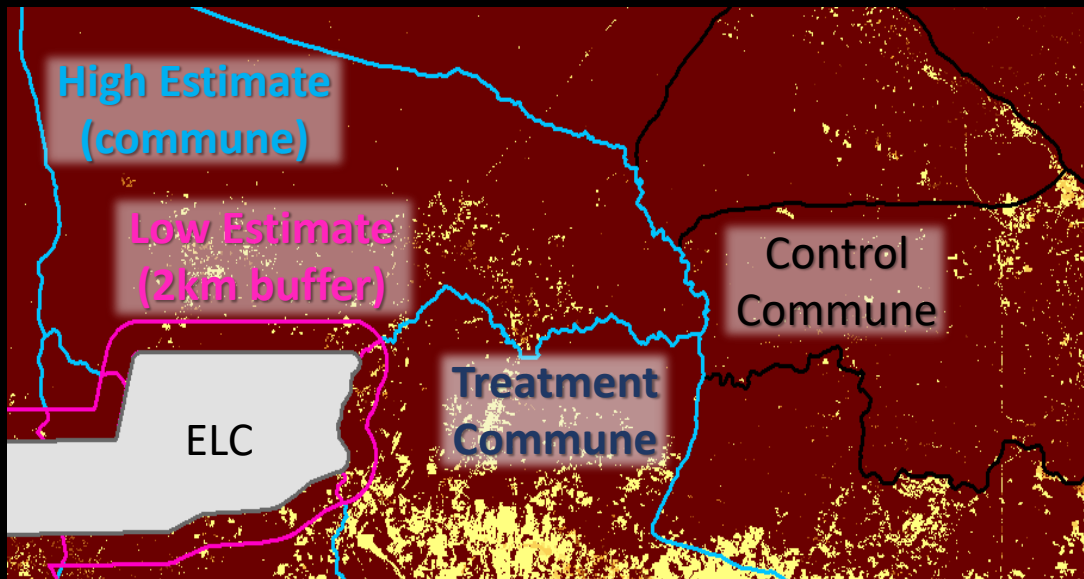 High Estimate
(commune)
Low Estimate
(2km buffer)
Control
Commune
Treatment
Commune
ELC